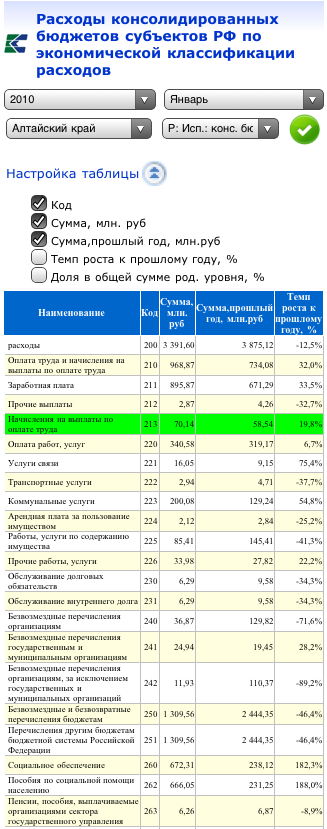 Расходы консолидированных
бюджетов субъектов РФ по
экономической классификации
расходов
2010 Январь
Алтайский край Р: Исп.: конс. бк
Настройка таблицы
Код
Сумма, млн. руб
Сумма,прошлый год, млн.руб
Темп роста к прошлому году, %
Доля в общей сумме род. уровня, %
Наименование Код Сумма, млн. руб Сумма,прошлый год, млн.руб Темп роста к прошлому году, %
расходы 200 3 391,60 3 875,12 -12,5%
Оплата труда и начисления на
выплаты по оплате труда 210 968,87 734,08 32,0%
Заработная плата 211 895,87 671,29 33,5%
Прочие выплаты 212 2,87 4,26 -32,7%
Начисления на выплаты по
оплате труда 213 70,14 58,54 19,8%
Оплата работ, услуг 220 340,58 319,17 6,7%
Услуги связи 221 16,05 9,15 75,4%
Транспортные услуги 222 2,94 4,71 -37,7%
Коммунальные услуги 223 200,08 129,24 54,8%
Арендная плата за пользование
имуществом 224 2,12 2,84 -25,2%
Работы, услуги по содержанию
имущества 225 85,41 145,41 -41,3%
Прочие работы, услуги 226 33,98 27,82 22,2%
Обслуживание долговых
обязательств 230 6,29 9,58 -34,3%
Обслуживание внутреннего долга 231 6,29 9,58 -34,3%
Безвозмездные перечисления
организациям 240 36,87 129,82 -71,6%
Безвозмездные перечисления
государственным и
муниципальным организациям 241 24,94 19,45 28,2%
Безвозмездные перечисления
организациям, за исключением
государственных и
муниципальных организаций 242 11,93 110,37 -89,2%
Безвозмездные и безвозвратные
перечисления бюджетам 250 1 309,56 2 444,35 -46,4%
Перечисления другим бюджетам
бюджетной системы Российской
Федерации 251 1 309,56 2 444,35 -46,4%
Социальное обеспечение 260 672,31 238,12 182,3%
Пособия по социальной помощи
населению 262 666,05 231,25 188,0%
Пенсии, пособия, выплачиваемые
организациями сектора
государственного управления 263 6,26 6,87 -8,9%